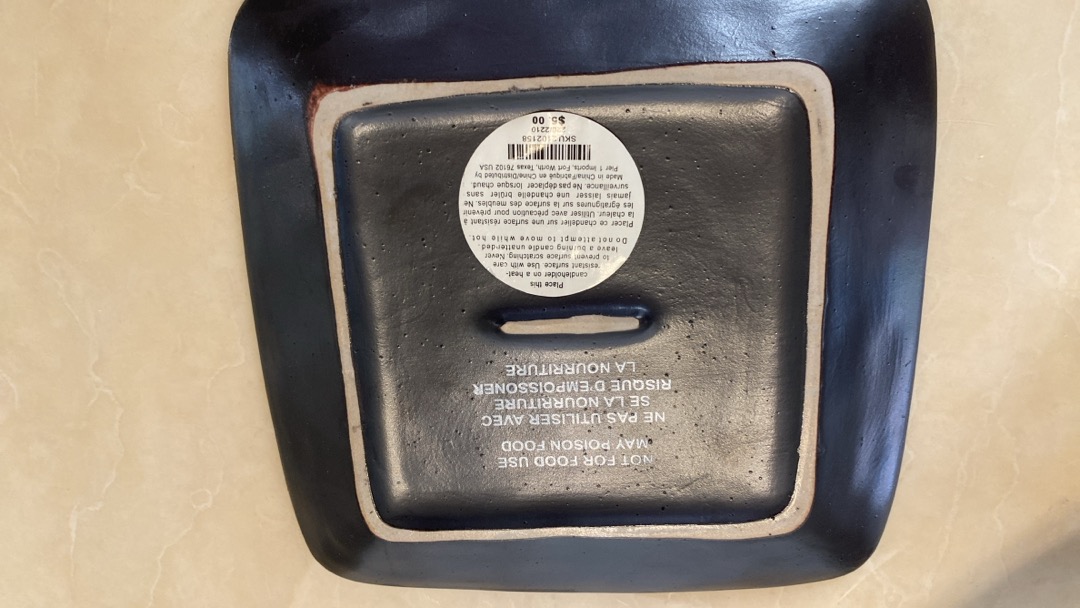 NOT FOR FOOD USE
MAY POISON FOOD
NE PAS UTILISER AVEC
SE LA NOURRITURE
RISQUE D'EMPOISSONER
LA NOURRITURE
Place this
candleholder on a heat-
resistant surface. Use with care
to prevent surface scratching. Never
leave a burning candle unattended.
Do not attempt to move while hot.
Placer ce chandelier sur une surface résistant à
la chaleur. Utiliser avec précaution pour prévenir
les égratignures sur la surface des meubles. Ne
jamais laisser une chandelle brûler sans
surveillance. Ne pas déplacer lorsque chaud.
Made in China/Fabriqué en Chine/Distributed by
Pier 1 imports, Fort Worth, Texas 76102 USA
SKU 2102158
$5.00